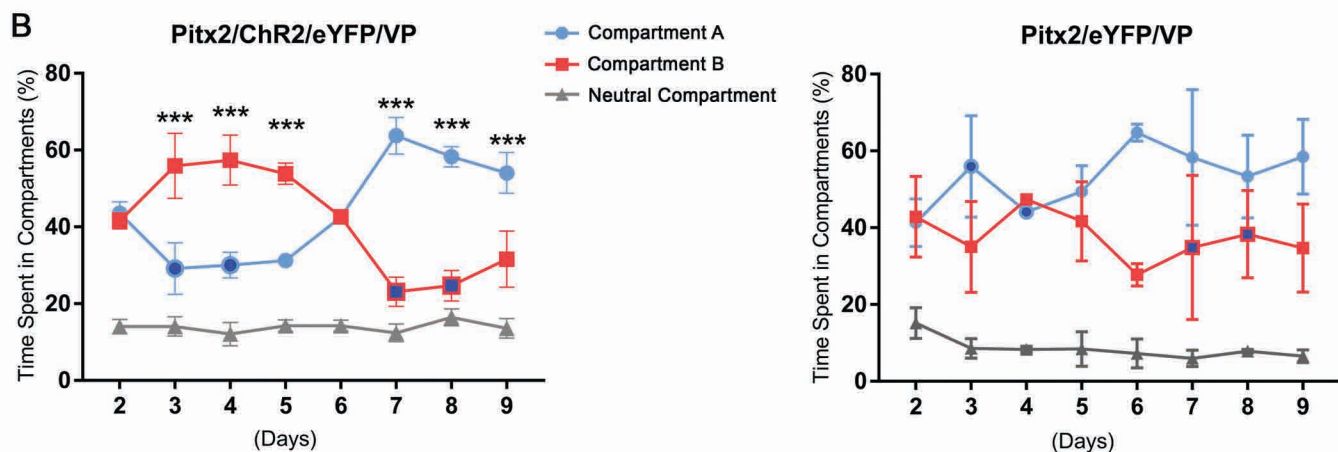 B
Pitx2/ChR2/eYFP/VP
Compartment A
Compartment B
Neutral Compartment
Time Spent in Compartments (%)
80
60
40
20
0
*** *** *** *** *** ***
2 3 4 5 6 7 8 9
(Days)
Pitx2/eYFP/VP
Time Spent in Compartments (%)
80
60
40
20
0
2 3 4 5 6 7 8 9
(Days)